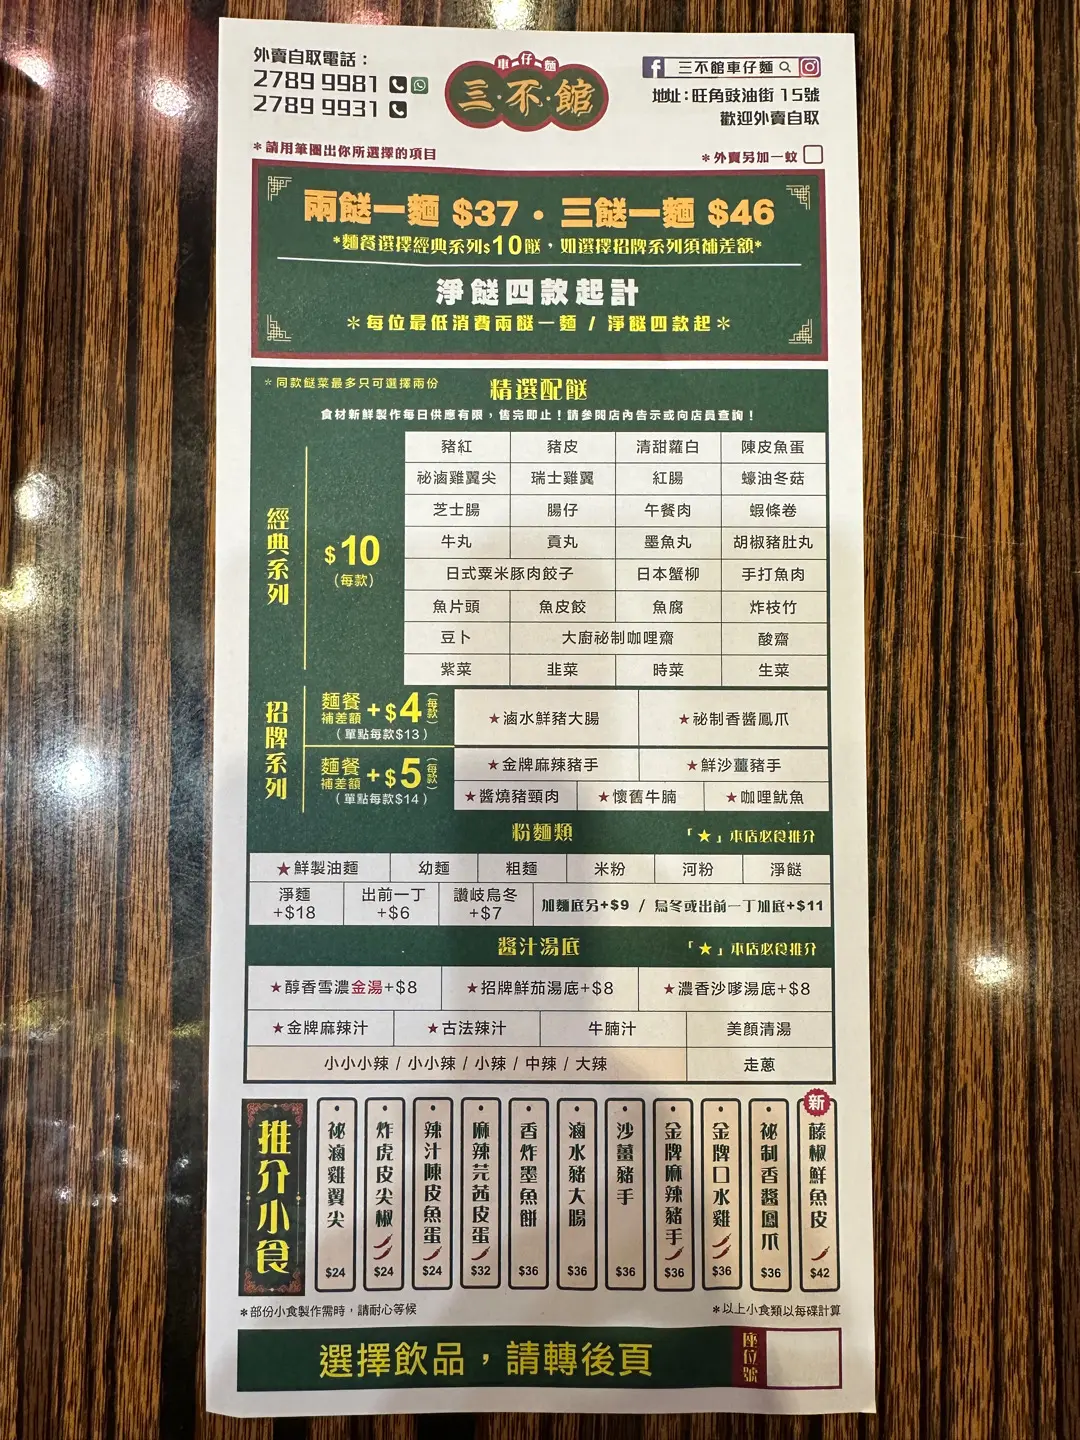 外賣自取電話：
2789 9981
2789 9931
車仔麵
三·不·館
三不館車仔麵
地址：旺角豉油街 15號
歡迎外賣自取
*請用筆圈出你所選擇的項目
*外賣另加一蚊
兩餸一麵 $37 · 三餸一麵 $46
*麵餐選擇經典系列$10餸，如選擇招牌系列須補差額*
淨餸四款起計
*每位最低消費兩餸一麵 / 淨餸四款起*
*同款餸菜最多只可選擇兩份
精選配餸
食材新鮮製作每日供應有限，售完即止！請參閱店內告示或向店員查詢！
經典系列
$10
(每款)
豬紅 豬皮 清甜蘿白 陳皮魚蛋
祕滷雞翼尖 瑞士雞翼 紅腸 蠔油冬菇
芝士腸 腸仔 午餐肉 蝦條卷
牛丸 貢丸 墨魚丸 胡椒豬肚丸
日式粟米豚肉餃子 日本蟹柳 手打魚肉
魚片頭 魚皮餃 魚腐 炸枝竹
豆卜 大廚祕制咖哩齋 酸齋
紫菜 韭菜 時菜 生菜
招牌系列
麵餐補差額 +$4 (每款)
(單點每款$13)
★滷水鮮豬大腸 ★祕制香醬鳳爪
麵餐補差額 +$5 (每款)
(單點每款$14)
★金牌麻辣豬手 ★鮮沙薑豬手
★醬燒豬頸肉 ★懷舊牛腩 ★咖哩魷魚
粉麵類
「★」本店必食推介
★鮮製油麵 幼麵 粗麵 米粉 河粉 淨餸
淨麵 +$18 出前一丁 +$6 讚岐烏冬 +$7 加麵底另+$9 / 烏冬或出前一丁加底+$11
醬汁湯底
「★」本店必食推介
★醇香雪濃金湯+$8 ★招牌鮮茄湯底+$8 ★濃香沙嗲湯底+$8
★金牌麻辣汁 ★古法辣汁 牛腩汁 美顏清湯
小小小辣 / 小小辣 / 小辣 / 中辣 / 大辣 走蔥
推介小食
祕滷雞翼尖 $24
炸虎皮尖椒 $24
辣汁陳皮魚蛋 $24
麻辣芫茜皮蛋 $32
香炸墨魚餅 $36
滷水豬大腸 $36
沙薑豬手 $36
金牌麻辣豬手 $36
金牌口水雞 $36
祕制香醬鳳爪 $36
新
藤椒鮮魚皮 $42
*部份小食製作需時，請耐心等候
*以上小食類以每碟計算
選擇飲品，請轉後頁
座位號